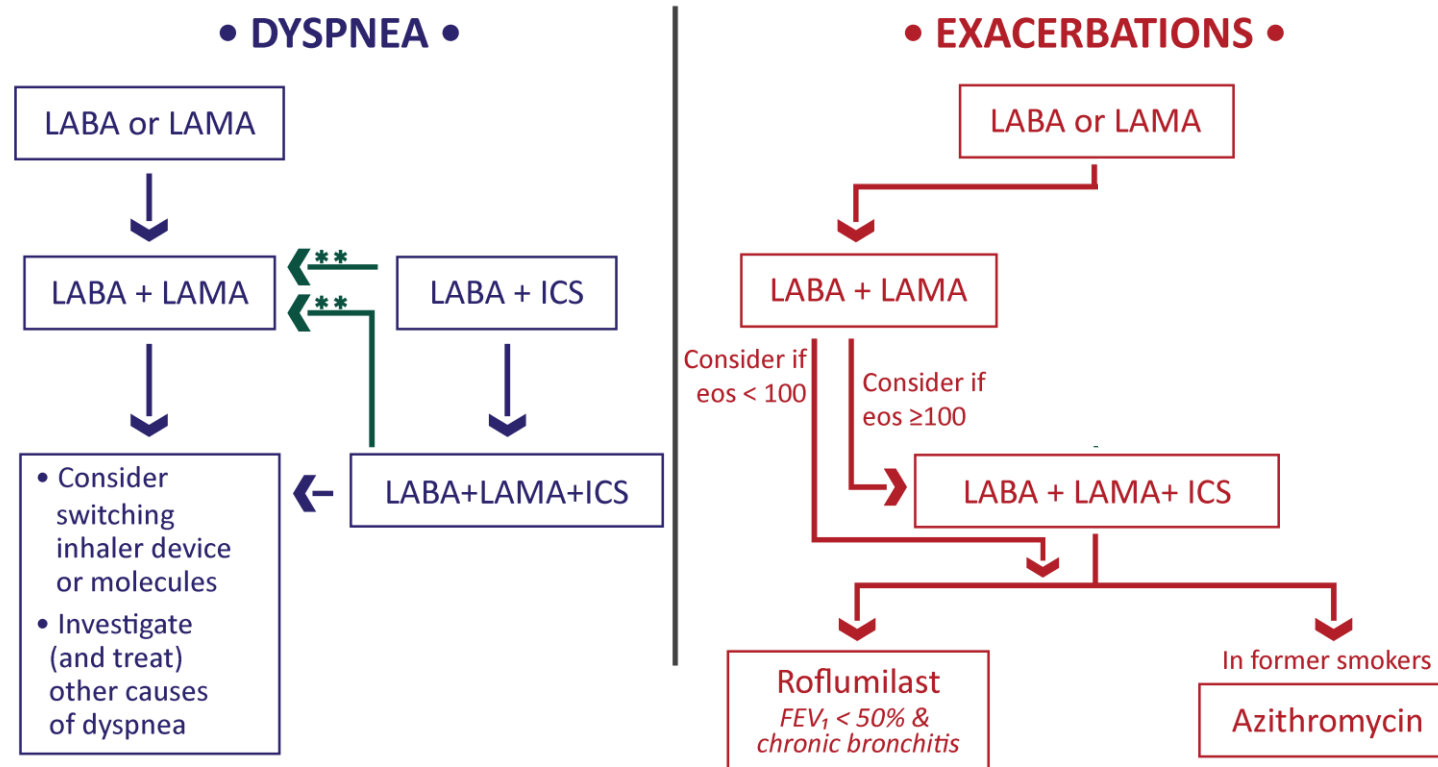 • DYSPNEA •
LABA or LAMA
LABA + LAMA
**
**
LABA + ICS
LABA+LAMA+ICS
• Consider
switching
inhaler device
or molecules
• Investigate
(and treat)
other causes
of dyspnea
• EXACERBATIONS •
LABA or LAMA
LABA + LAMA
Consider if
eos < 100
Consider if
eos ≥100
LABA + LAMA+ ICS
Roflumilast
FEV₁ < 50% &
chronic bronchitis
In former smokers
Azithromycin